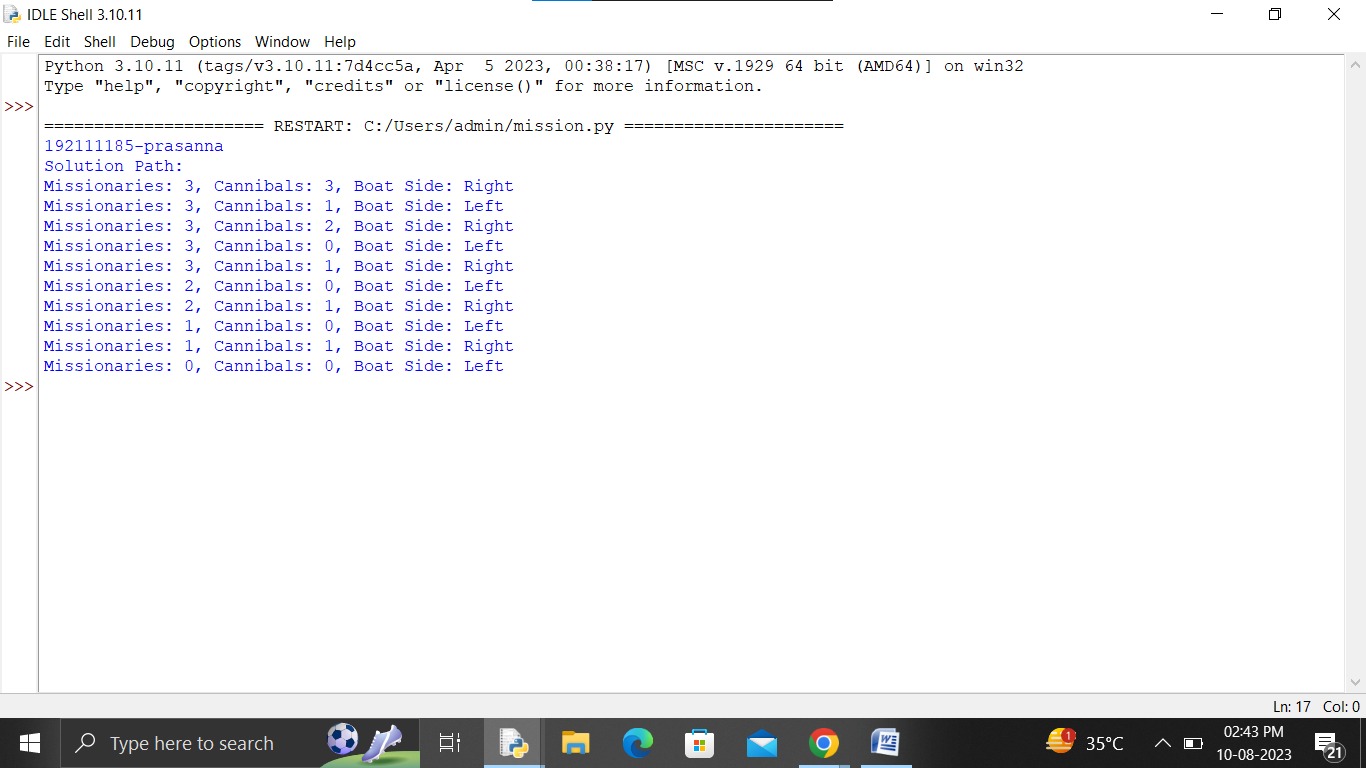 IDLE Shell 3.10.11
File Edit Shell Debug Options Window Help
Python 3.10.11 (tags/v3.10.11:7d4cc5a, Apr  5 2023, 00:38:17) [MSC v.1929 64 bit (AMD64)] on win32
Type "help", "copyright", "credits" or "license()" for more information.
>>>
====================== RESTART: C:/Users/admin/mission.py ======================
192111185-prasanna
Solution Path:
Missionaries: 3, Cannibals: 3, Boat Side: Right
Missionaries: 3, Cannibals: 1, Boat Side: Left
Missionaries: 3, Cannibals: 2, Boat Side: Right
Missionaries: 3, Cannibals: 0, Boat Side: Left
Missionaries: 3, Cannibals: 1, Boat Side: Right
Missionaries: 2, Cannibals: 0, Boat Side: Left
Missionaries: 2, Cannibals: 1, Boat Side: Right
Missionaries: 1, Cannibals: 0, Boat Side: Left
Missionaries: 1, Cannibals: 1, Boat Side: Right
Missionaries: 0, Cannibals: 0, Boat Side: Left
>>>
Ln: 17 Col: 0
Type here to search
1
35°C
02:43 PM
10-08-2023
21